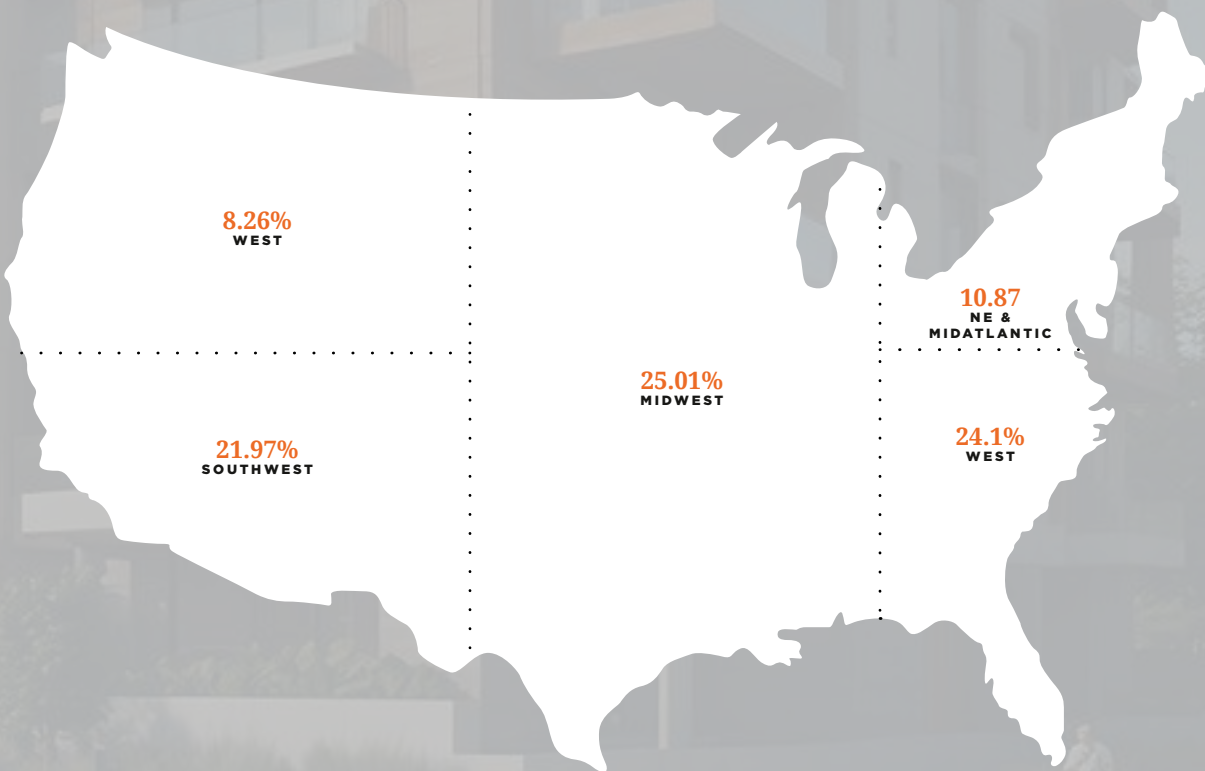 8.26%
WEST
10.87
NE &
MIDATLANTIC
25.01%
MIDWEST
21.97%
SOUTHWEST
24.1%
WEST